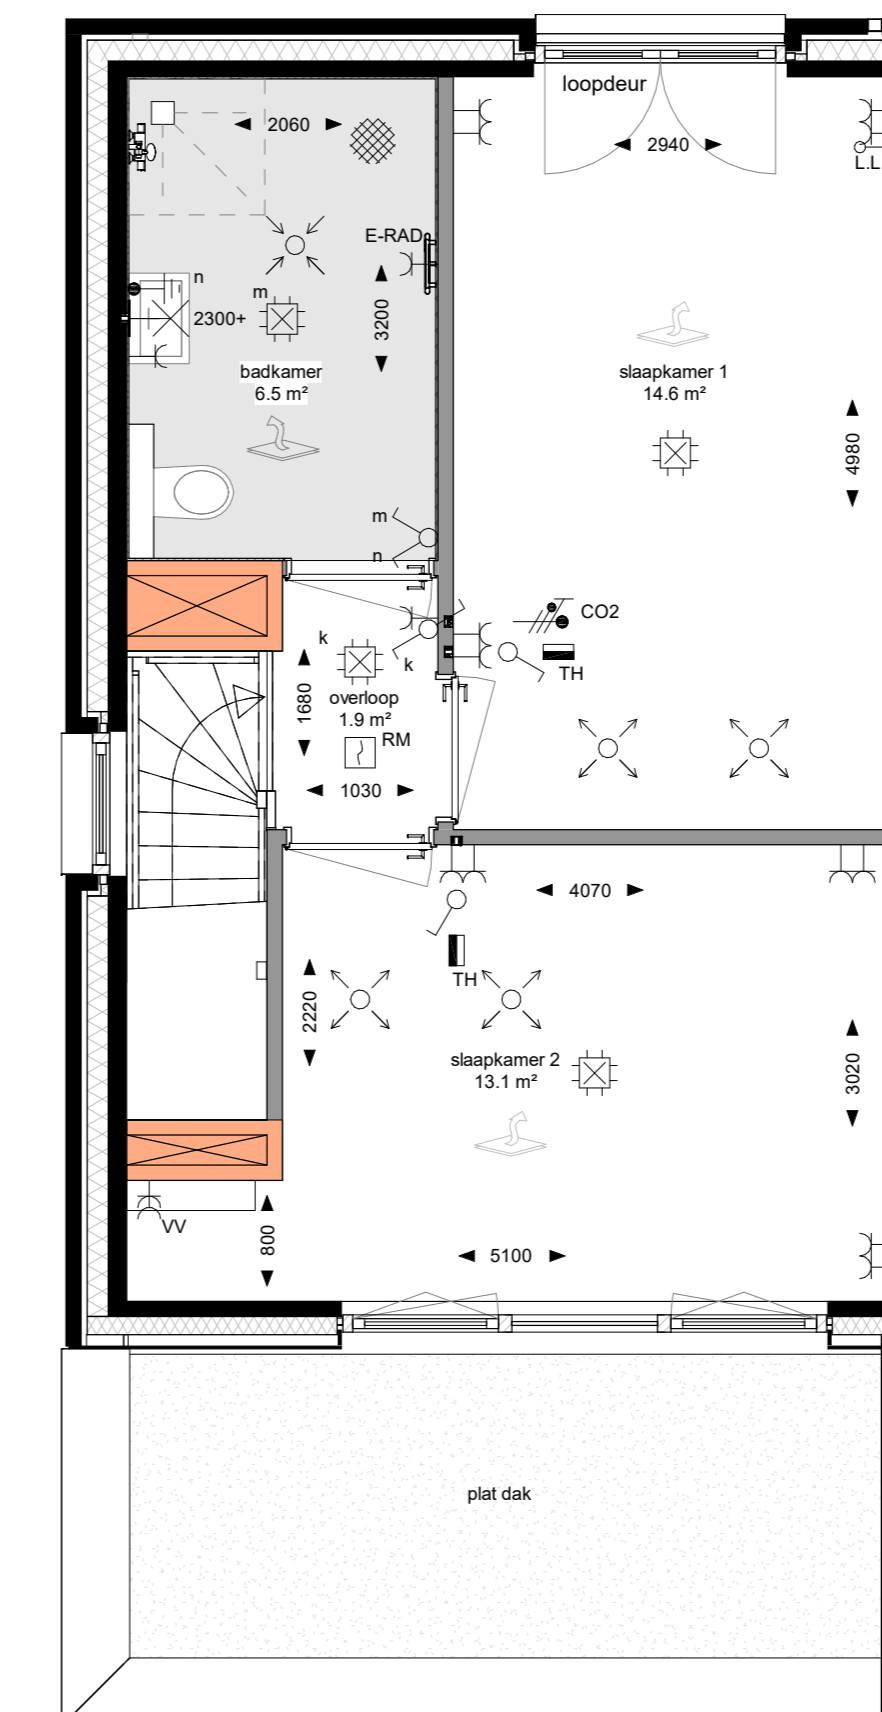 loopdeur
2060
2940
L.L
E-RAD
n
m
2300+
3200
badkamer
6.5 m²
slaapkamer 1
14.6 m²
4980
m
n
CO2
k
k
TH
1680
overloop
1.9 m²
RM
1030
4070
TH
2220
slaapkamer 2
13.1 m²
3020
VV
800
5100
plat dak